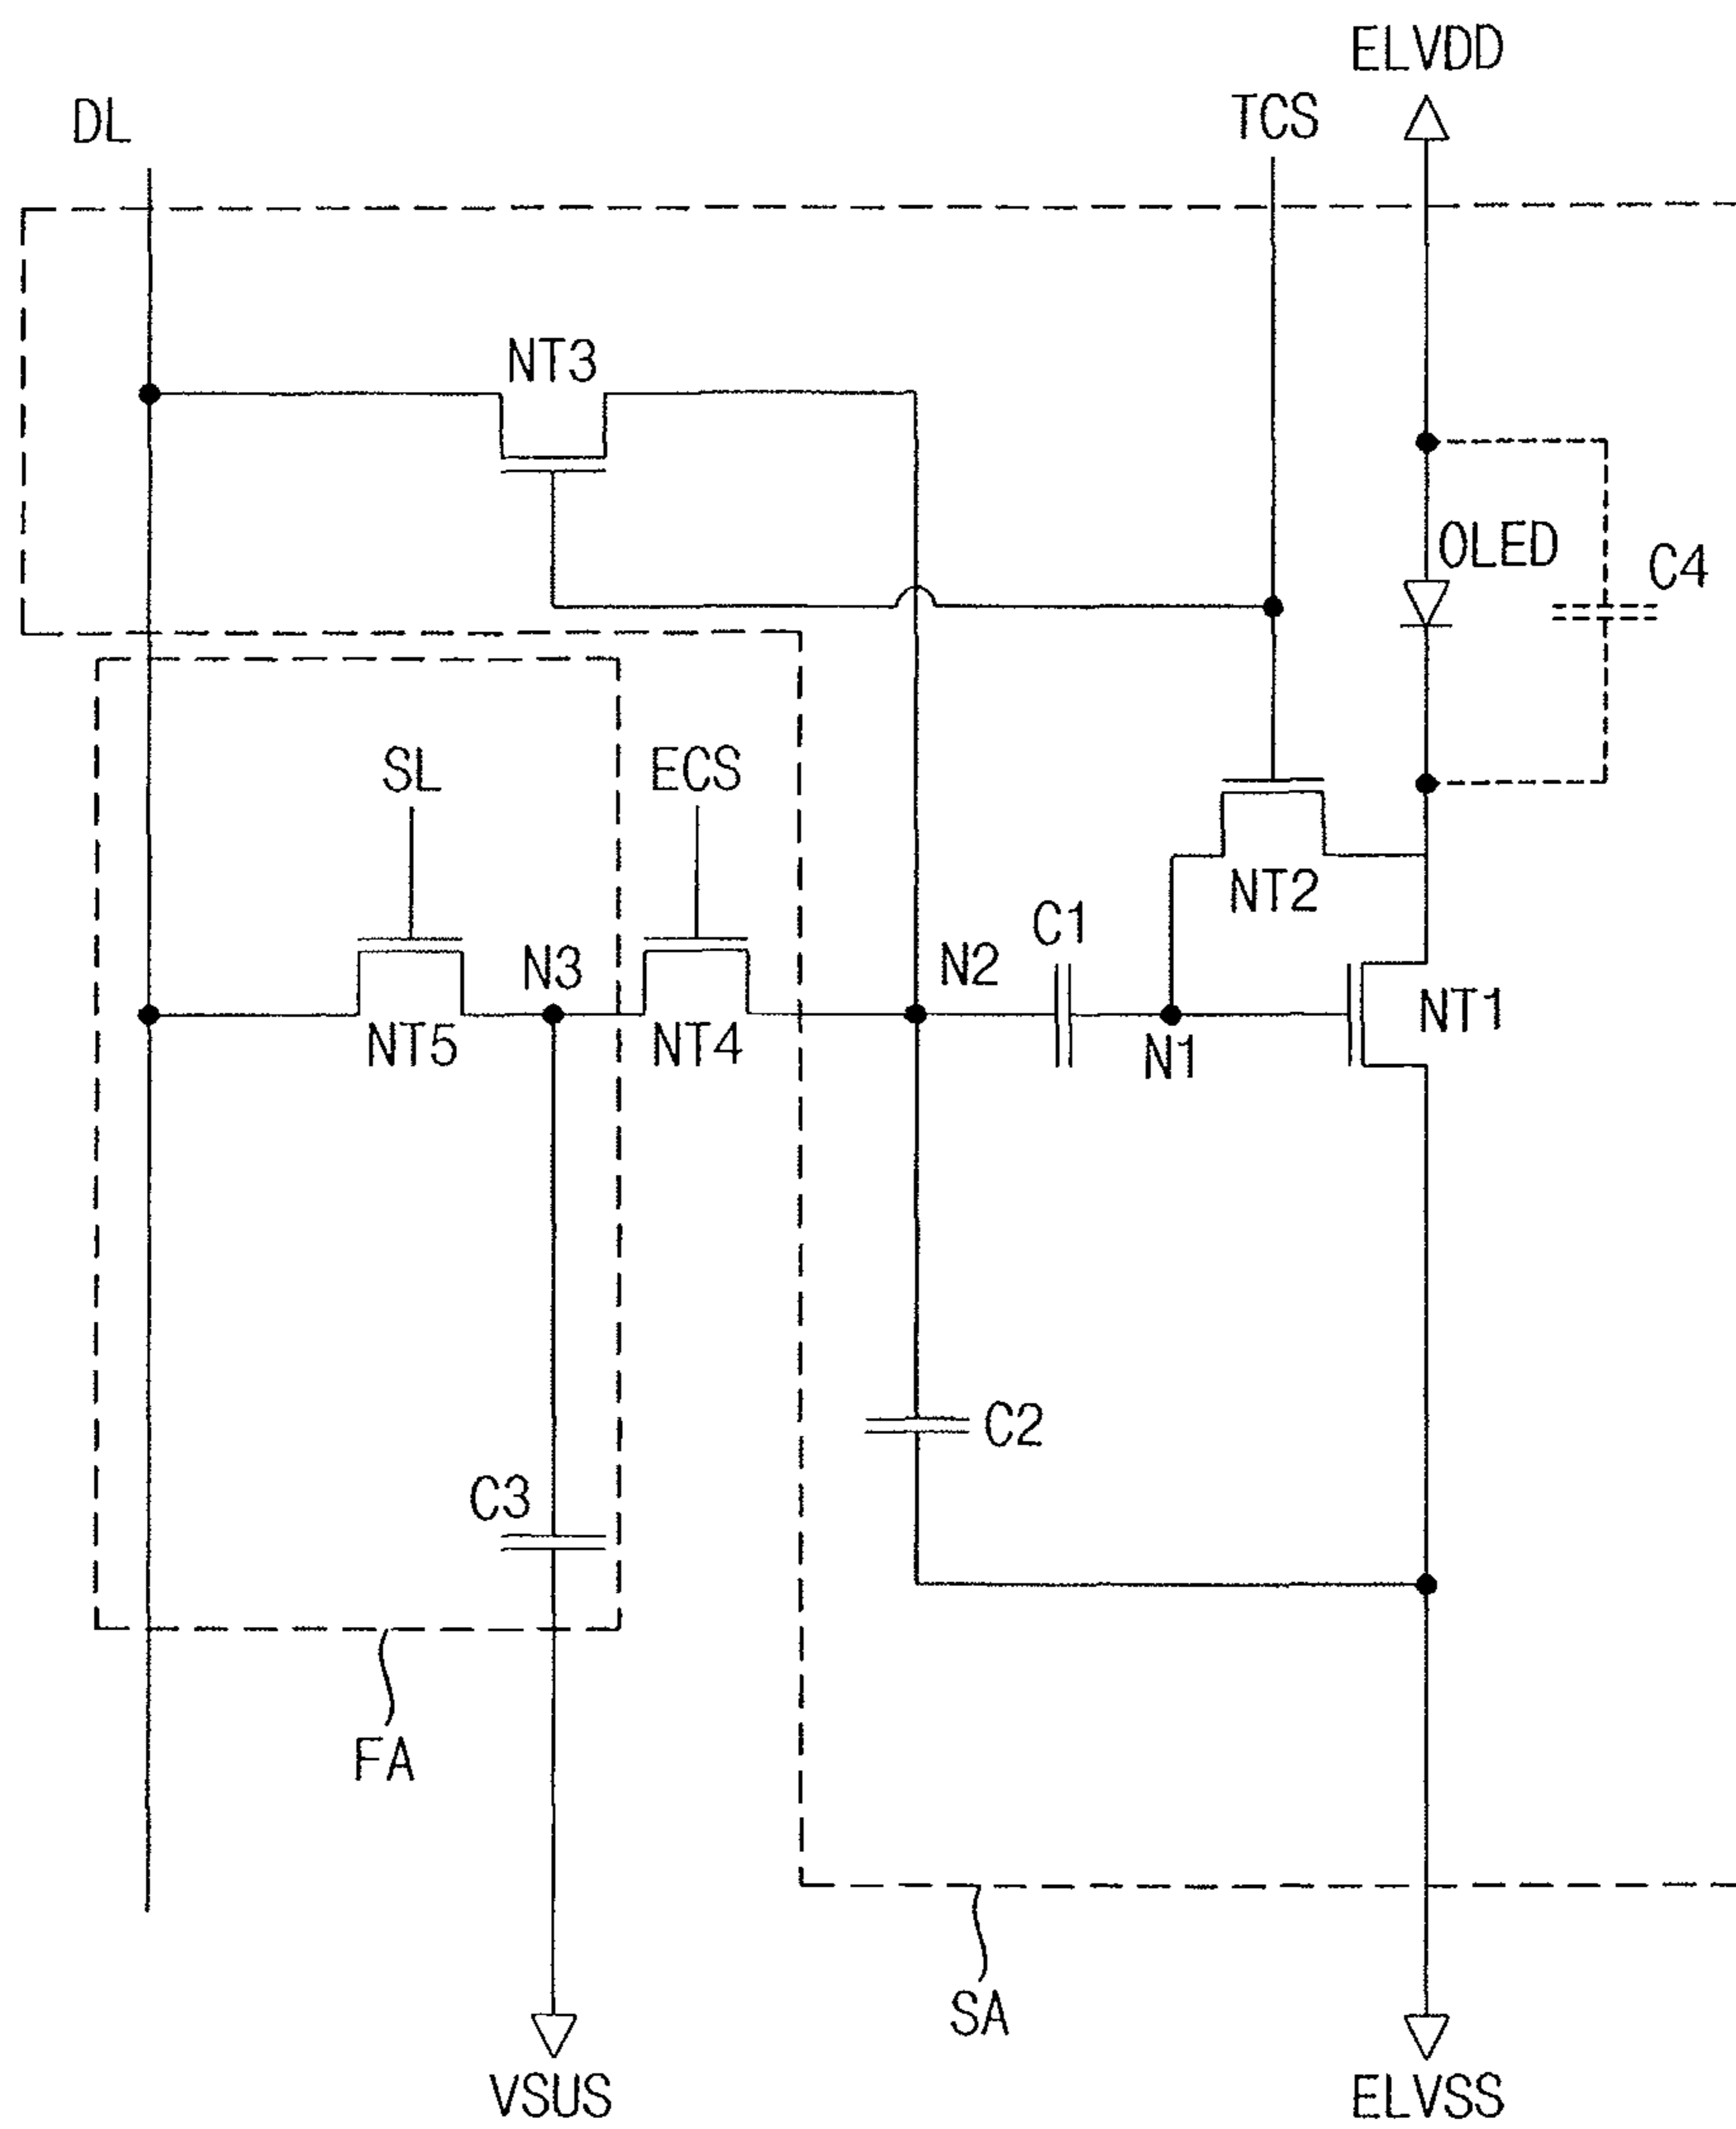 ELVDD
DL
TCS
NT3
OLED
C4
SL
ECS
NT2
C1
N3
N2
NT5
NT4
N1
NT1
C2
C3
FA
SA
VSUS
ELVSS